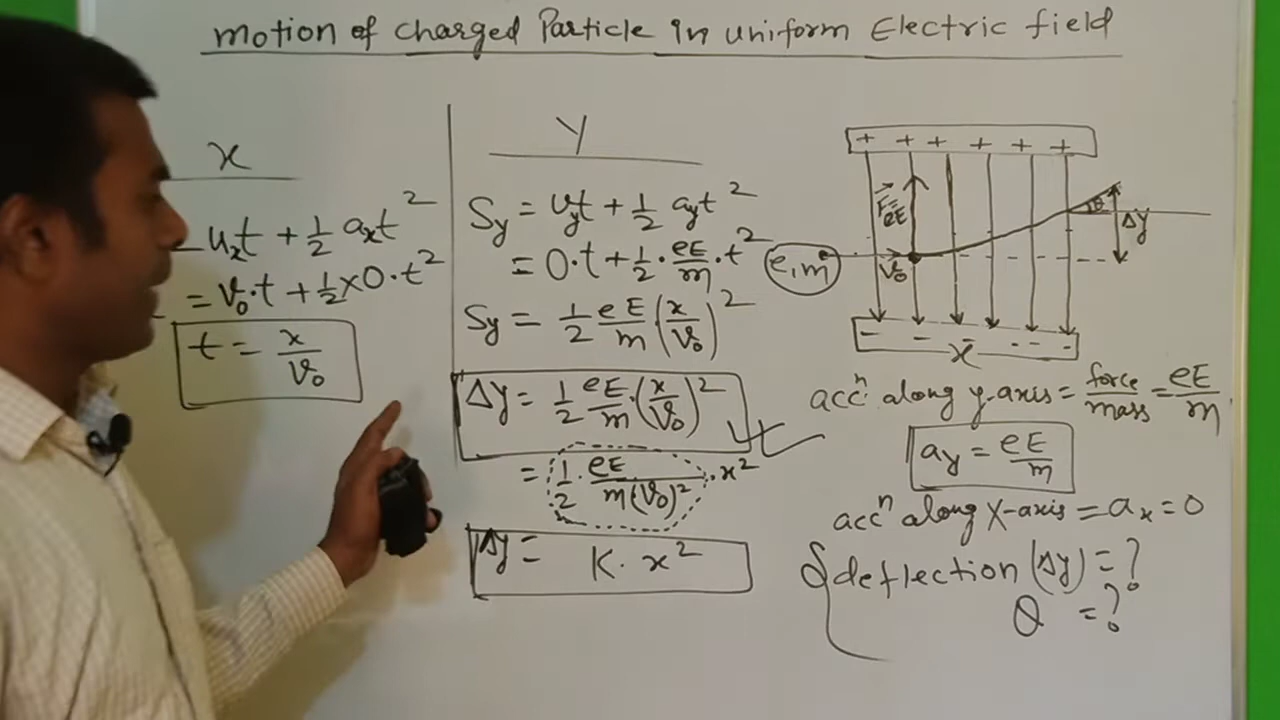 motion of charged Particle in uniform Electric field
x
uₓt + 1/2 aₓt²
= v₀·t + 1/2 × 0·t²
t = x/v₀
Y
Sy = uyt + 1/2 ayt²
= 0·t + 1/2 · eE/m · t²
Sy = 1/2 eE/m (x/v₀)²
Δy = 1/2 eE/m · (x/v₀)²
= 1/2 · eE/m(v₀)² · x²
Δy = K · x²
+ + + + + +
F = eE
e, m
v₀
θ
Δy
- - - - - -
x
accⁿ along y-axis = force/mass = eE/m
ay = eE/m
accⁿ along X-axis = aₓ = 0
deflection (Δy) = ?
θ = ?